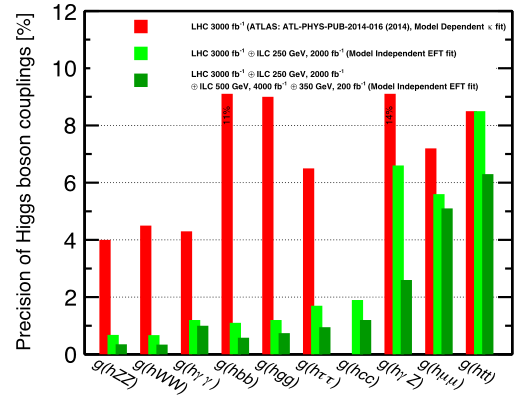 12
10
8
6
4
2
0
Precision of Higgs boson couplings [%]
LHC 3000 fb⁻¹ (ATLAS: ATL-PHYS-PUB-2014-016 (2014), Model Dependent κ fit)
LHC 3000 fb⁻¹ ⊕ ILC 250 GeV, 2000 fb⁻¹ (Model Independent EFT fit)
LHC 3000 fb⁻¹ ⊕ ILC 250 GeV, 2000 fb⁻¹
⊕ ILC 500 GeV, 4000 fb⁻¹ ⊕ 350 GeV, 200 fb⁻¹ (Model Independent EFT fit)
11%
14%
g(hZZ)
g(hWW)
g(hγγ)
g(hbb)
g(hgg)
g(hττ)
g(hcc)
g(hγZ)
g(hμμ)
g(htt)